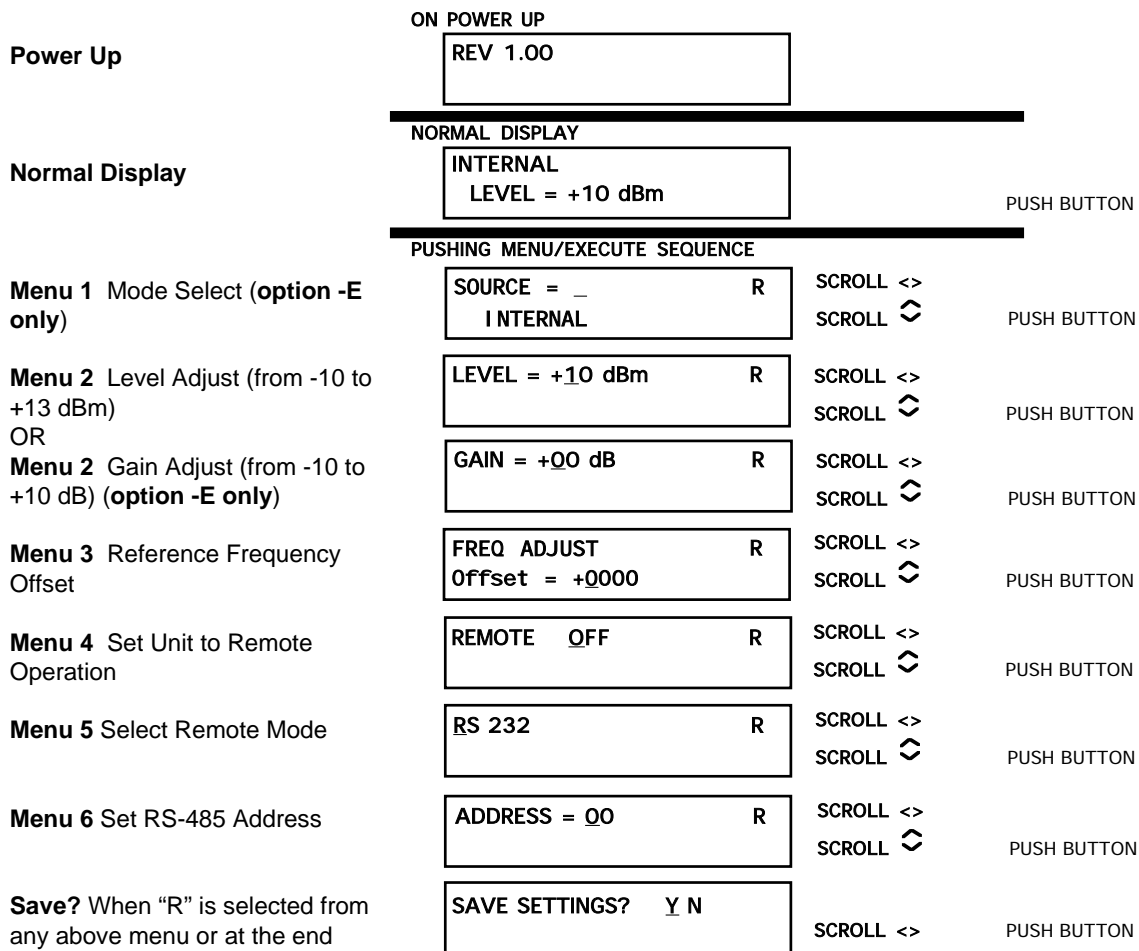 ON POWER UP
Power Up
REV 1.00
NORMAL DISPLAY
Normal Display
INTERNAL
LEVEL = +10 dBm
PUSH BUTTON
PUSHING MENU/EXECUTE SEQUENCE
Menu 1 Mode Select (option -E
only)
SOURCE = _ R
INTERNAL
SCROLL <>
SCROLL
PUSH BUTTON
Menu 2 Level Adjust (from -10 to
+13 dBm)
LEVEL = +10 dBm R
SCROLL <>
SCROLL
PUSH BUTTON
OR
Menu 2 Gain Adjust (from -10 to
+10 dB) (option -E only)
GAIN = +00 dB R
SCROLL <>
SCROLL
PUSH BUTTON
Menu 3 Reference Frequency
Offset
FREQ ADJUST R
Offset = +0000
SCROLL <>
SCROLL
PUSH BUTTON
Menu 4 Set Unit to Remote
Operation
REMOTE OFF R
SCROLL <>
SCROLL
PUSH BUTTON
Menu 5 Select Remote Mode
RS 232 R
SCROLL <>
SCROLL
PUSH BUTTON
Menu 6 Set RS-485 Address
ADDRESS = 00 R
SCROLL <>
SCROLL
PUSH BUTTON
Save? When “R” is selected from
any above menu or at the end
SAVE SETTINGS? Y N
SCROLL <>
PUSH BUTTON